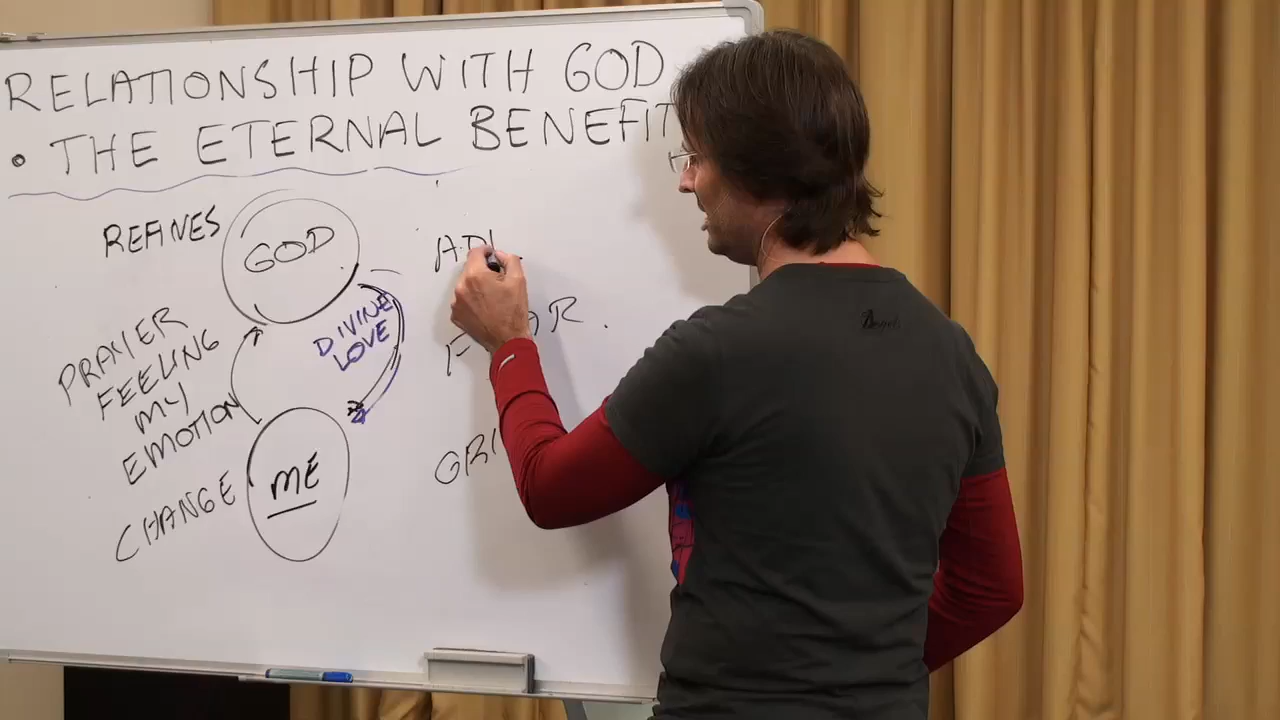 RELATIONSHIP WITH GOD
• THE ETERNAL BENEFIT
REFINES
GOD
DIVINE
LOVE
PRAYER
FEELING
MY
EMOTION
CHANGE
ME